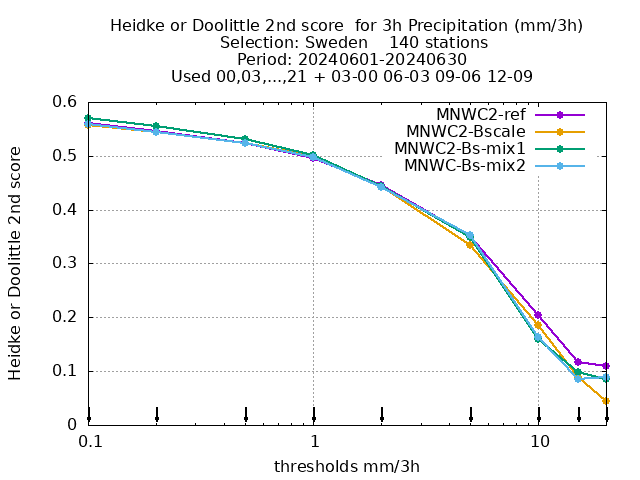 Heidke or Doolittle 2nd score  for 3h Precipitation (mm/3h)
Selection: Sweden    140 stations
Period: 20240601-20240630
Used 00,03,...,21 + 03-00 06-03 09-06 12-09
MNWC2-ref
MNWC2-Bscale
MNWC2-Bs-mix1
MNWC-Bs-mix2
Heidke or Doolittle 2nd score
0.6
0.5
0.4
0.3
0.2
0.1
0
0.1
1
10
thresholds mm/3h